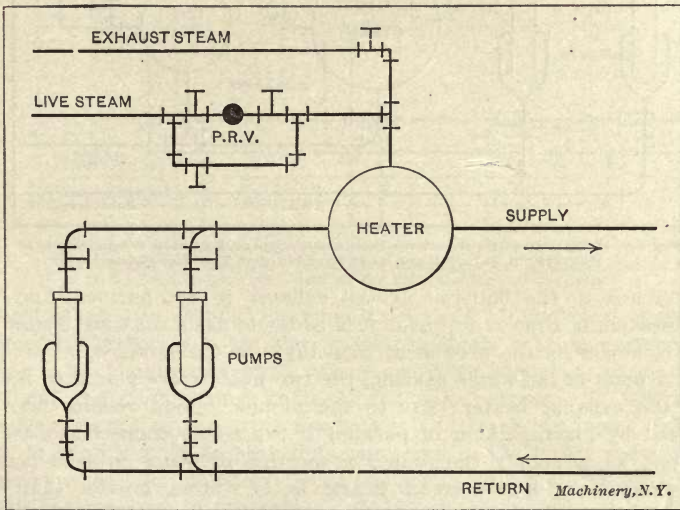 EXHAUST STEAM
LIVE STEAM
P.R.V.
HEATER
SUPPLY
PUMPS
RETURN
Machinery, N.Y.